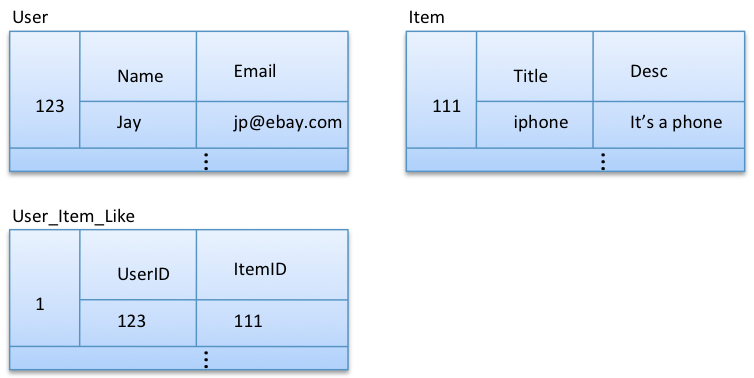 User
Item
123 Name Email
Jay jp@ebay.com
111 Title Desc
iphone It's a phone
User_Item_Like
1 UserID ItemID
123 111